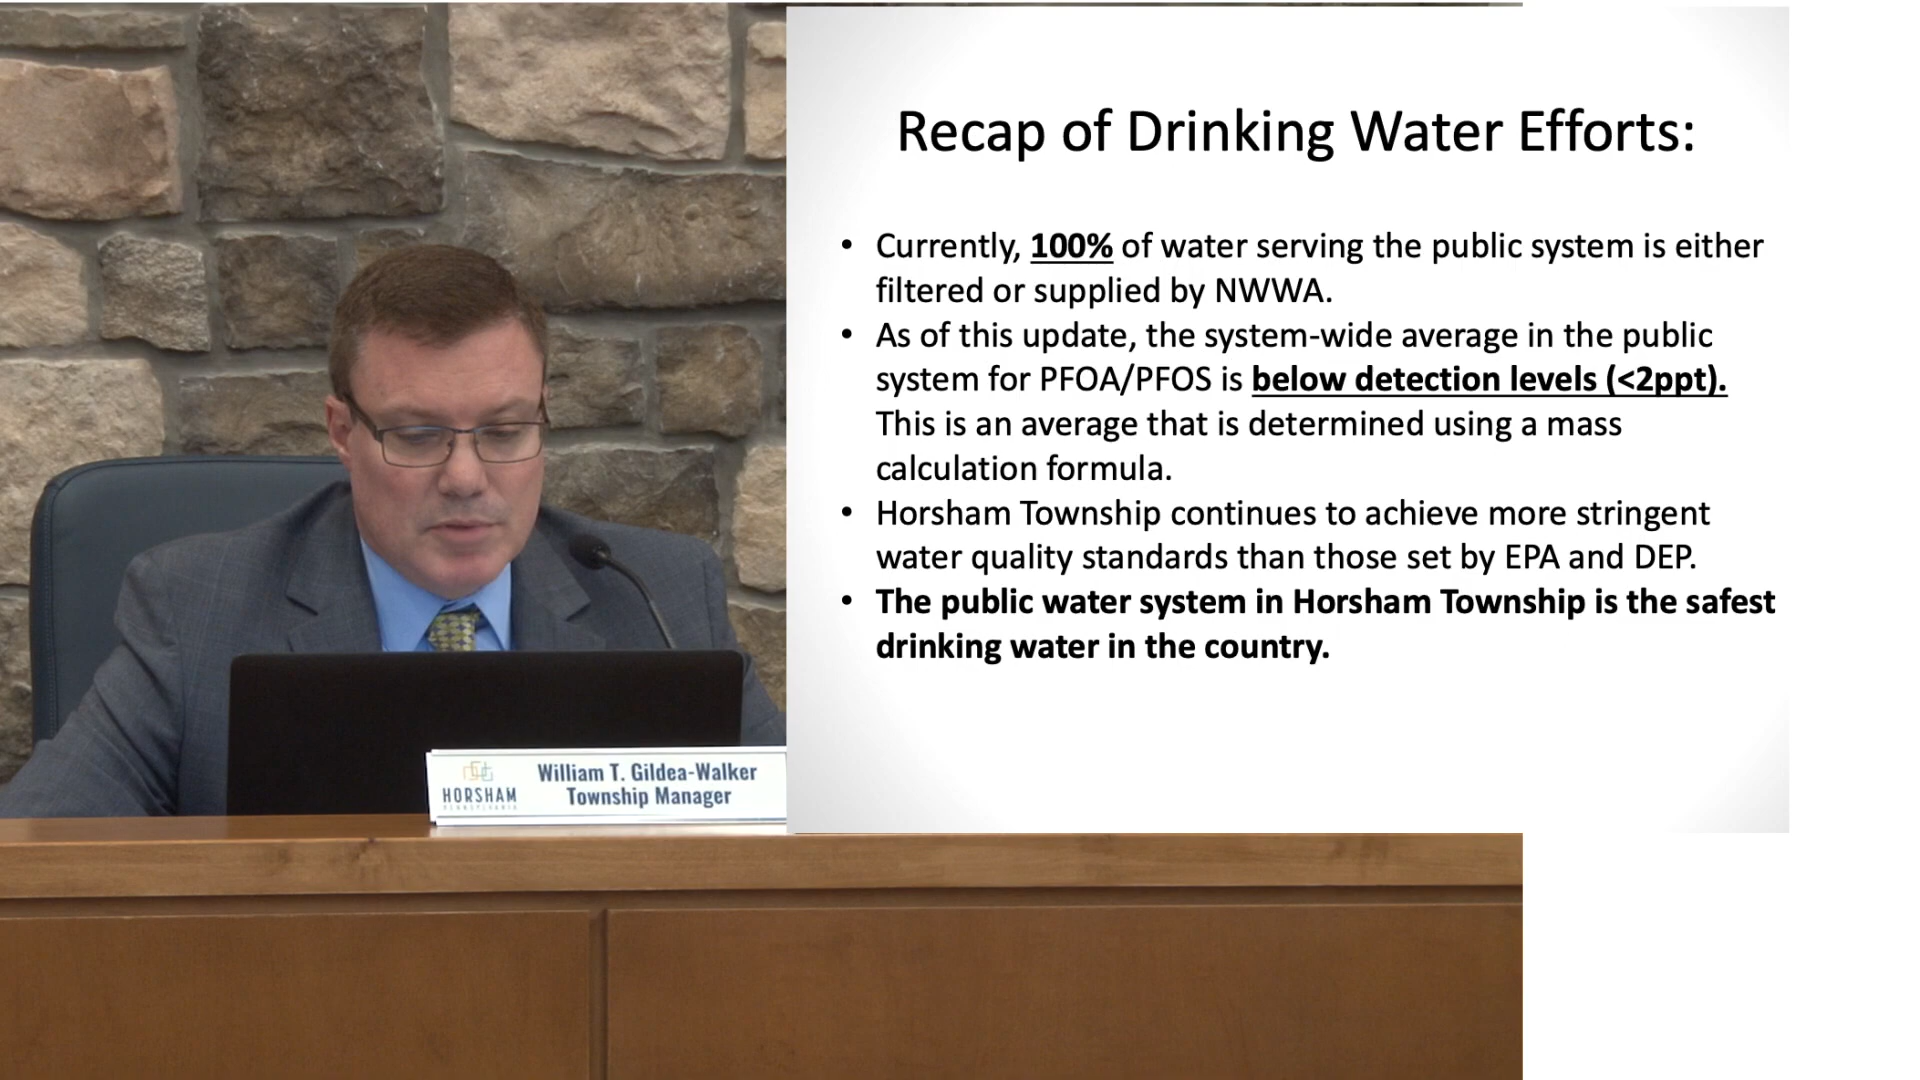 Recap of Drinking Water Efforts:
• Currently, 100% of water serving the public system is either
filtered or supplied by NWWA.
• As of this update, the system-wide average in the public
system for PFOA/PFOS is below detection levels (<2ppt).
This is an average that is determined using a mass
calculation formula.
• Horsham Township continues to achieve more stringent
water quality standards than those set by EPA and DEP.
• The public water system in Horsham Township is the safest
drinking water in the country.
HORSHAM
PENNSYLVANIA
William T. Gildea-Walker
Township Manager